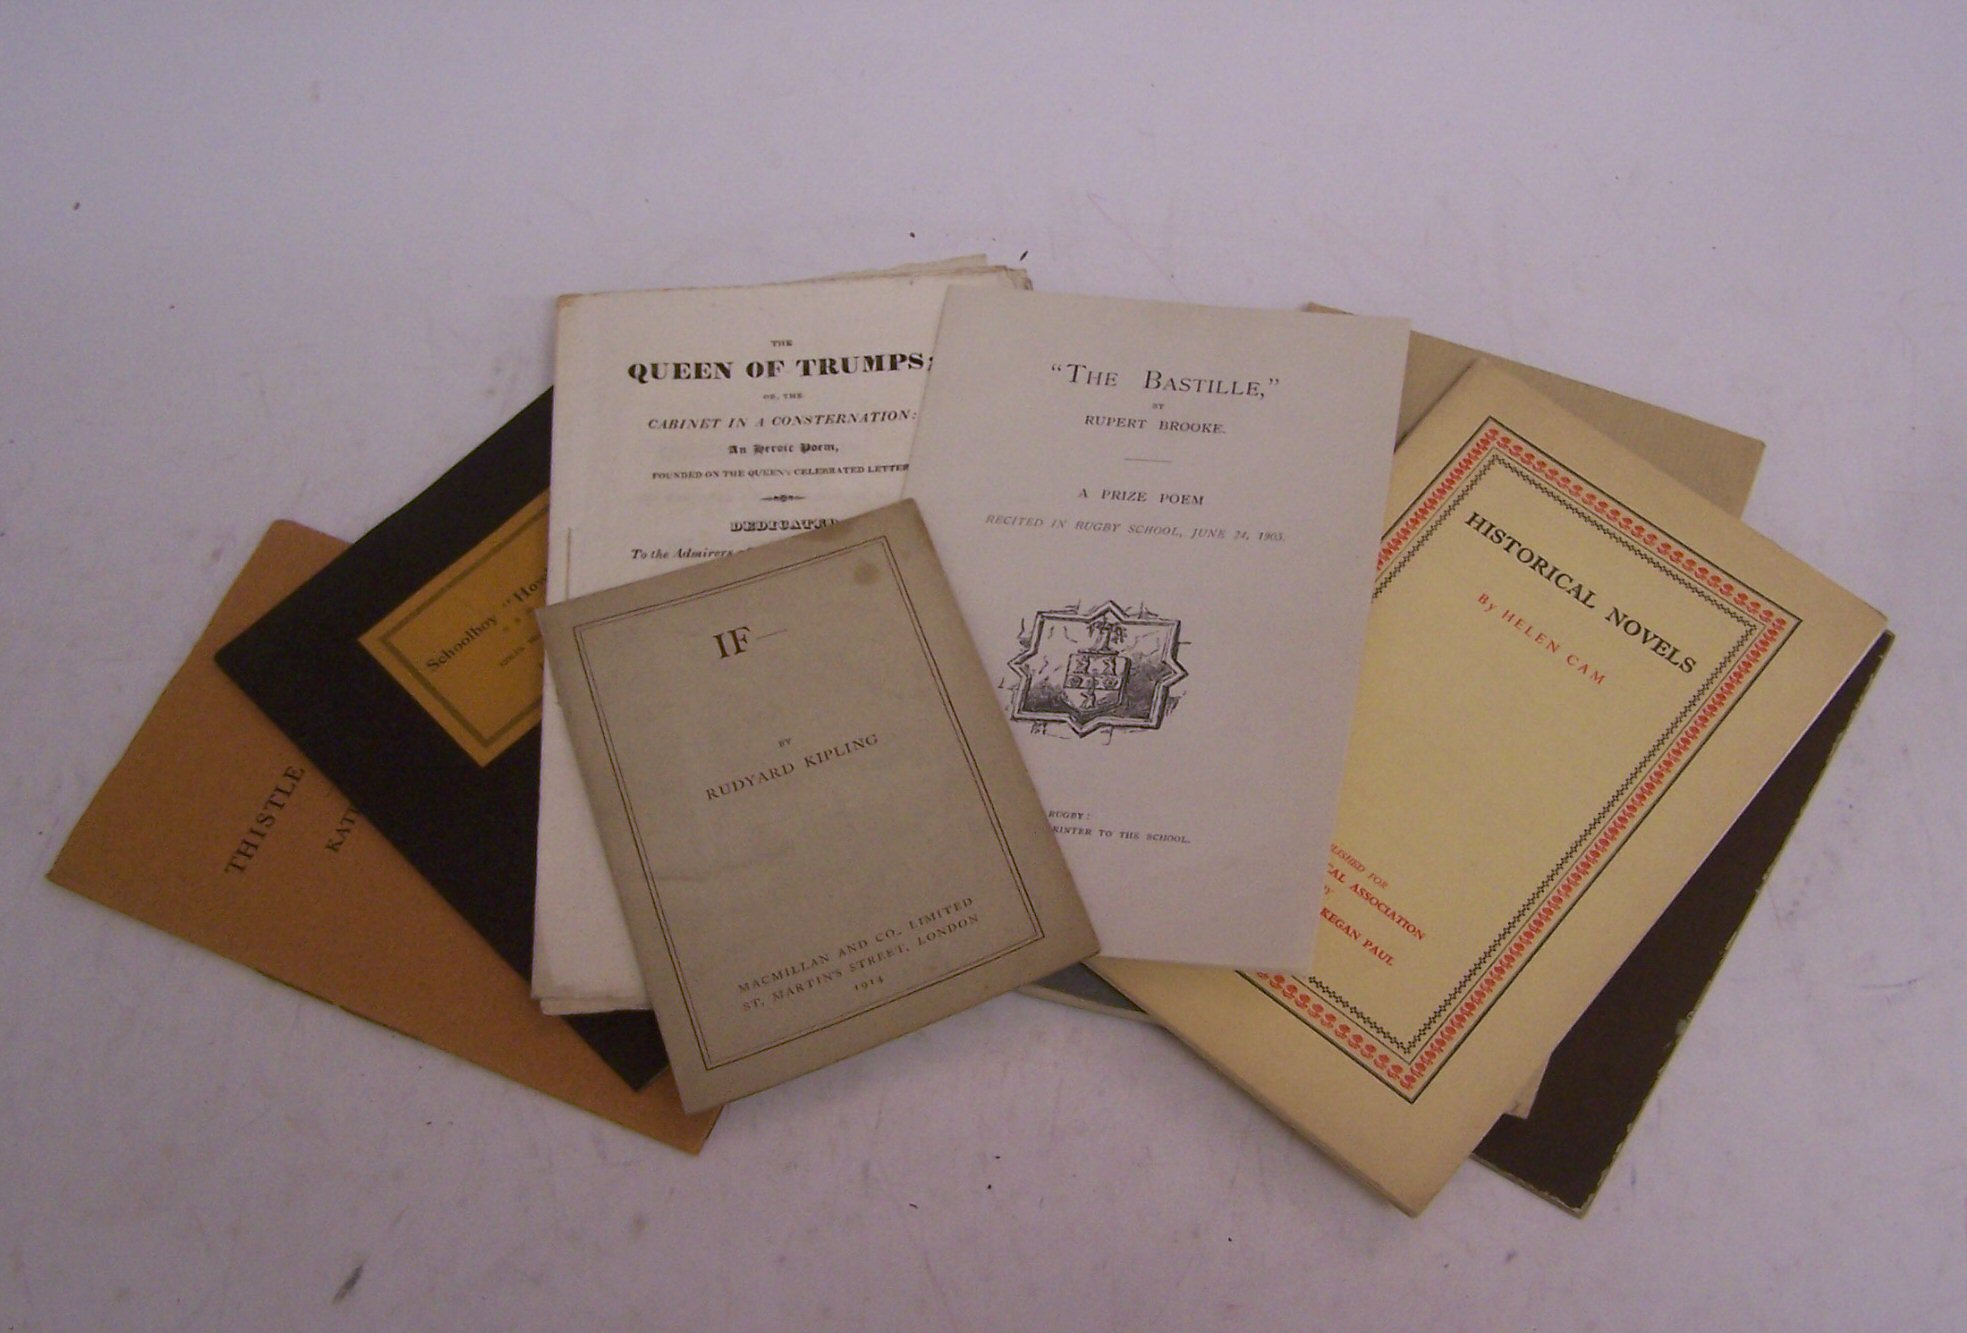 THISTLE
Schoolboy "How
THE
QUEEN OF TRUMPS;
OR, THE
CABINET IN A CONSTERNATION:
An Heroic Poem,
FOUNDED ON THE QUEEN'S CELEBRATED LETTER
DEDICATED
To the Admirers
IF—
BY
RUDYARD KIPLING
MACMILLAN AND CO., LIMITED
ST. MARTIN'S STREET, LONDON
1914
"THE BASTILLE,"
BY
RUPERT BROOKE.
A PRIZE POEM
RECITED IN RUGBY SCHOOL, JUNE 24, 1905.
RUGBY:
TO THE SCHOOL.
HISTORICAL NOVELS
By HELEN CAM
FOR
ASSOCIATION
KEGAN PAUL